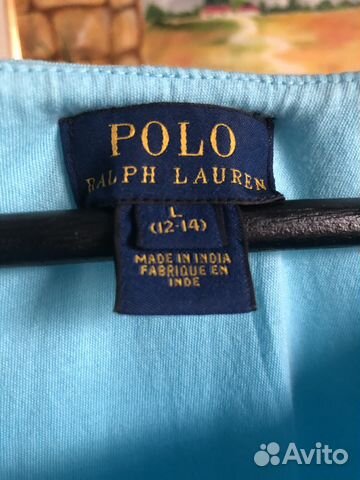 POLO
RALPH LAUREN
L
(12-14)
MADE IN INDIA
FABRIQUE EN
INDE
Avito